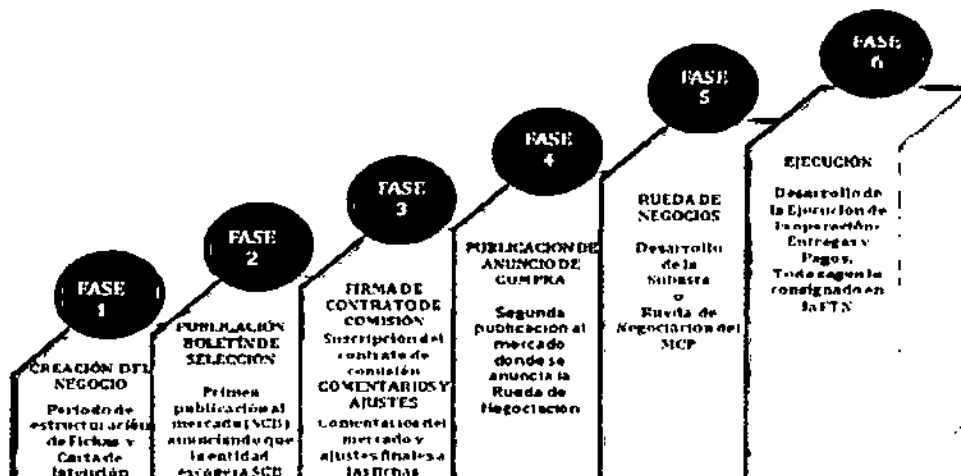 FASE
1
CREACIÓN DEL
NEGOCIO
Periodo de
estructuración
de Fichas y
Carta de
Intención
FASE
2
PUBLICACIÓN
BOLETÍN DE
SELECCIÓN
Primera
publicación al
mercado (SCB)
anunciando que
la entidad
escogerá SCB
FASE
3
FIRMA DE
CONTRATO DE
COMISIÓN
Suscripción del
contrato de
comisión
COMENTARIOS Y
AJUSTES
Comentarios del
mercado y
ajustes finales a
las fichas
FASE
4
PUBLICACION DE
ANUNCIO DE
COMPRA
Segunda
publicación al
mercado
donde se
anuncia la
Rueda de
Negociación
FASE
5
RUEDA DE
NEGOCIOS
Desarrollo
de la
Subasta
o
Rueda de
Negociación del
MCP
FASE
6
EJECUCIÓN
Desarrollo de
la Ejecución de
la operación:
Entregas y
Pagos.
Todo según lo
consignado en
la FTN